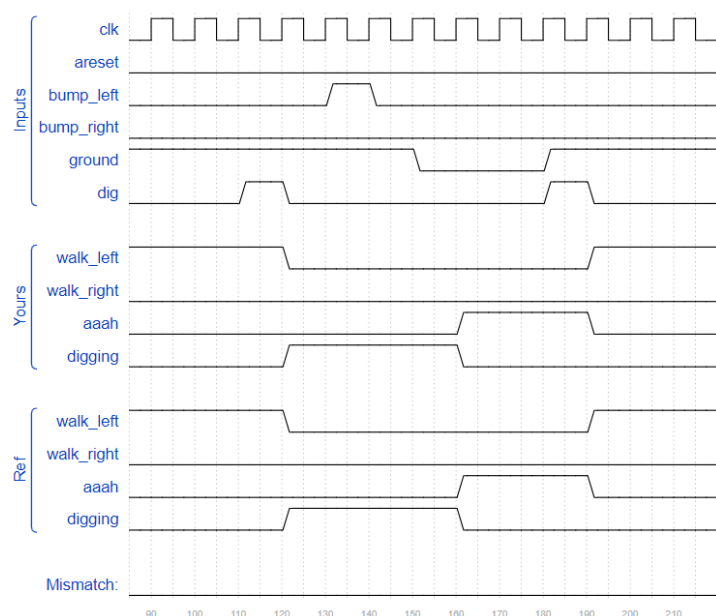 Inputs
clk
areset
bump_left
bump_right
ground
dig
Yours
walk_left
walk_right
aaah
digging
Ref
walk_left
walk_right
aaah
digging
Mismatch:
90 100 110 120 130 140 150 160 170 180 190 200 210